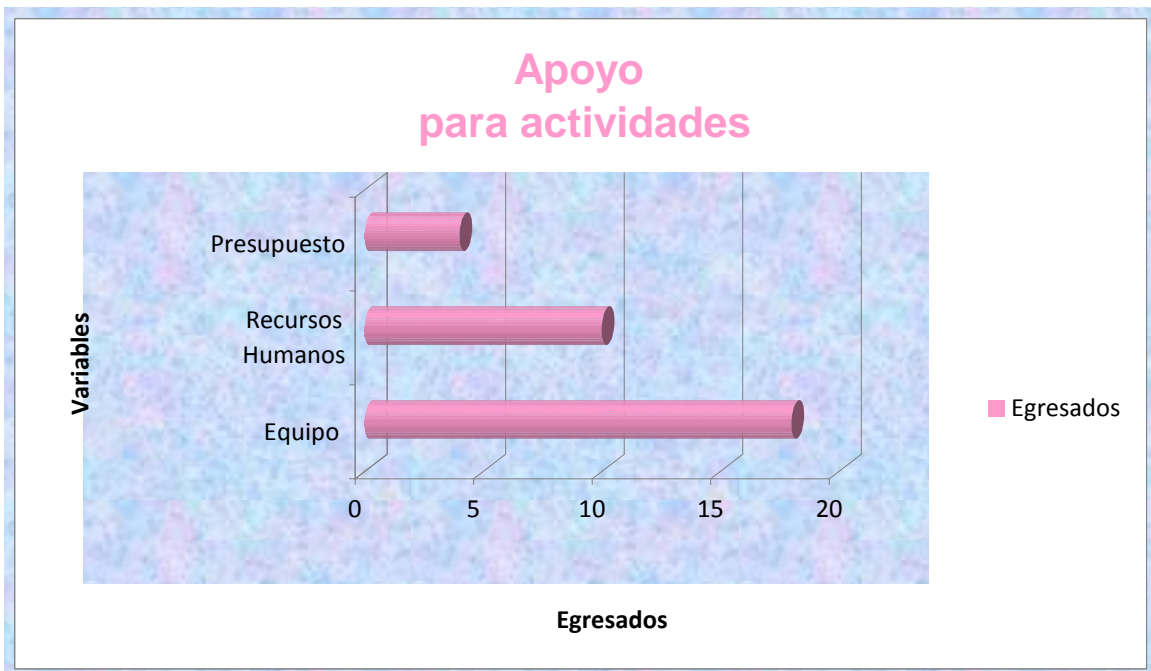 Apoyo
para actividades
Variables
Presupuesto
Recursos
Humanos
Equipo
0 5 10 15 20
Egresados
Egresados